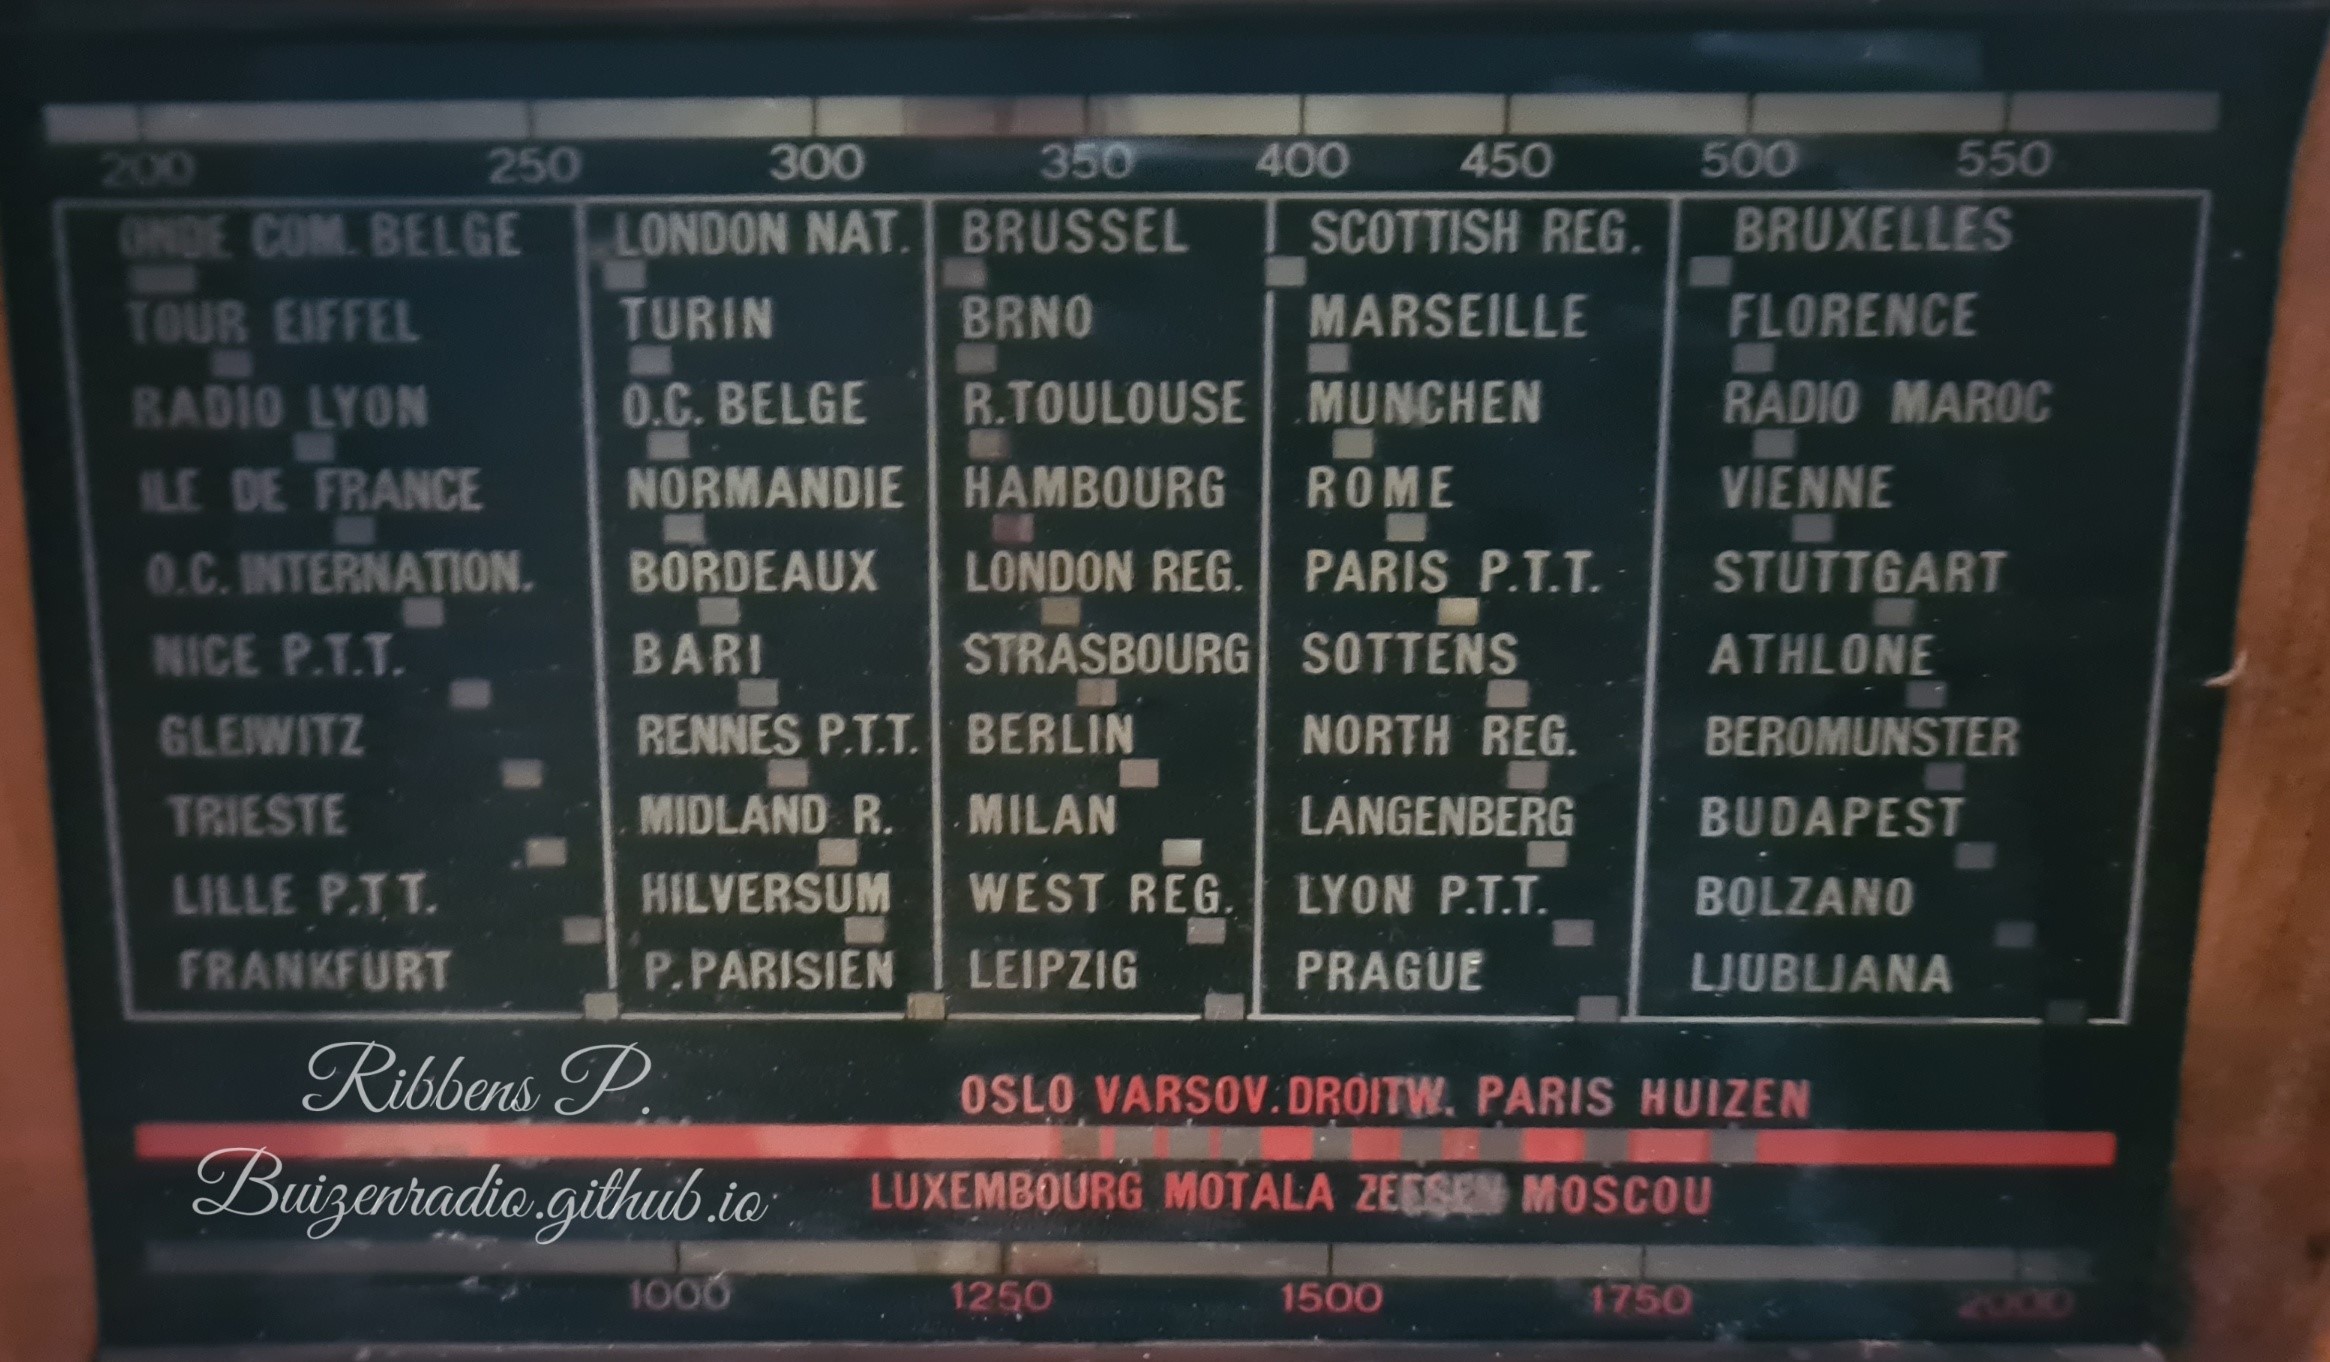 200 250 300 350 400 450 500 550
ONDE COM. BELGE LONDON NAT. BRUSSEL SCOTTISH REG. BRUXELLES
TOUR EIFFEL TURIN BRNO MARSEILLE FLORENCE
RADIO LYON O.C. BELGE R.TOULOUSE MUNCHEN RADIO MAROC
ILE DE FRANCE NORMANDIE HAMBOURG ROME VIENNE
O.C. INTERNATION. BORDEAUX LONDON REG. PARIS P.T.T. STUTTGART
NICE P.T.T. BARI STRASBOURG SOTTENS ATHLONE
GLEIWITZ RENNES P.T.T. BERLIN NORTH REG. BEROMUNSTER
TRIESTE MIDLAND R. MILAN LANGENBERG BUDAPEST
LILLE P.T.T. HILVERSUM WEST REG. LYON P.T.T. BOLZANO
FRANKFURT P.PARISIEN LEIPZIG PRAGUE LJUBLJANA
Ribbens P.
OSLO VARSOV. DROITW. PARIS HUIZEN
Buizenradio.github.io
LUXEMBOURG MOTALA ZEESEN MOSCOU
1000 1250 1500 1750 2000